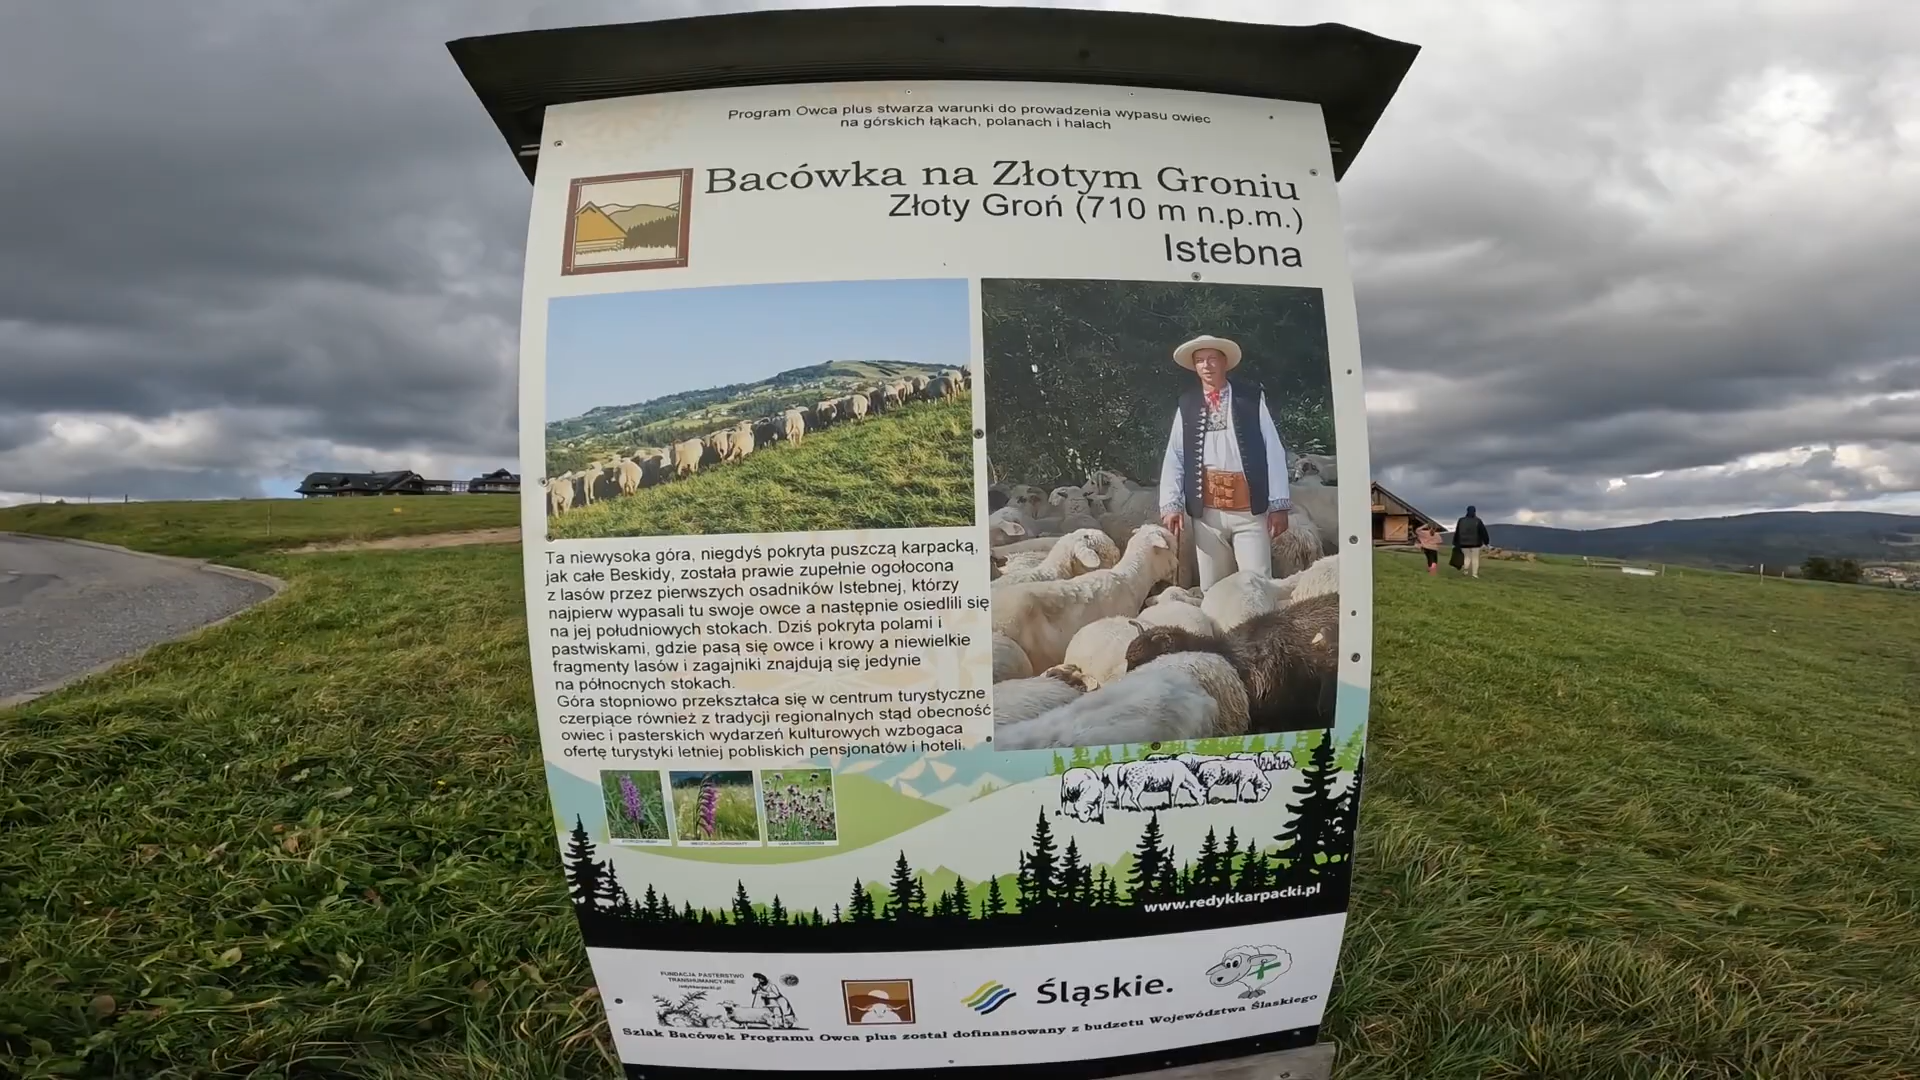 Program Owca plus stwarza warunki do prowadzenia wypasu owiec
na górskich łąkach, polanach i halach
Bacówka na Złotym Groniu
Złoty Groń (710 m n.p.m.)
Istebna
Ta niewysoka góra, niegdyś pokryta puszczą karpacką,
jak całe Beskidy, została prawie zupełnie ogołocona
z lasów przez pierwszych osadników Istebnej, którzy
najpierw wypasali tu swoje owce a następnie osiedlili się
na jej południowych stokach. Dziś pokryta polami i
pastwiskami, gdzie pasą się owce i krowy a niewielkie
fragmenty lasów i zagajniki znajdują się jedynie
na północnych stokach.
Góra stopniowo przekształca się w centrum turystyczne
czerpiące również z tradycji regionalnych stąd obecność
owiec i pasterskich wydarzeń kulturowych wzbogaca
ofertę turystyki letniej pobliskich pensjonatów i hoteli.
www.redykkarpacki.pl
FUNDACJA PASTERSTWO
TRANSHUMANCYJNE
redykkarpacki.pl
Śląskie.
Szlak Bacówek Programu Owca plus został dofinansowany z budżetu Województwa Śląskiego